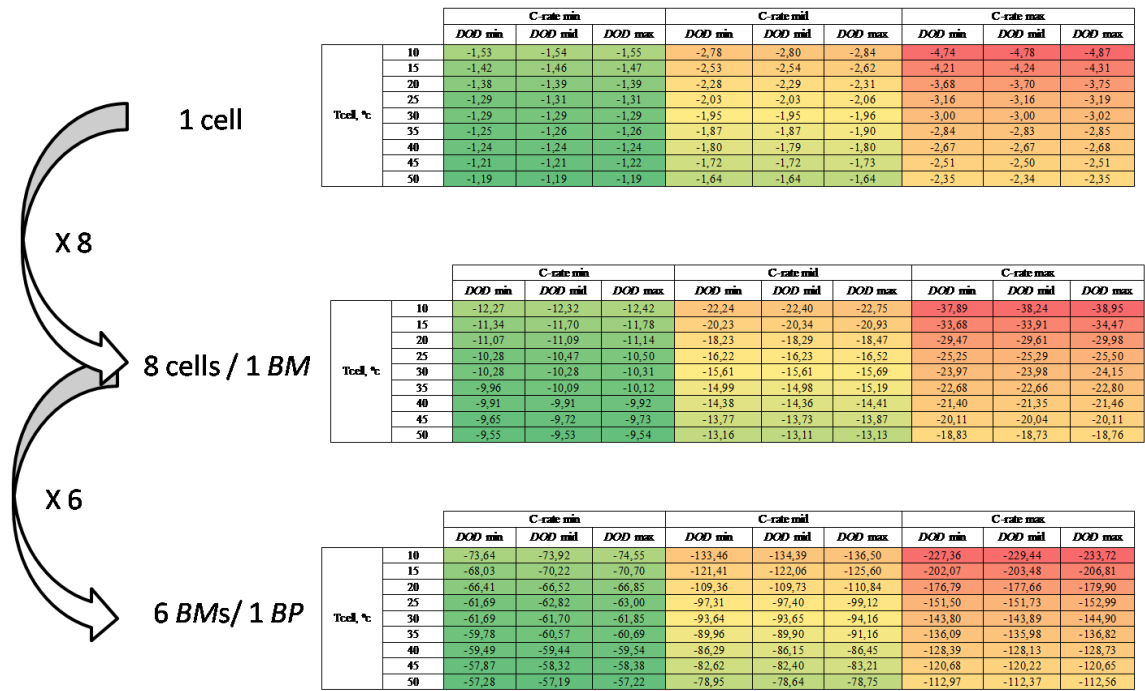 C-rate min C-rate mid C-rate max
DOD min DOD mid DOD max DOD min DOD mid DOD max DOD min DOD mid DOD max
10 -1,53 -1,54 -1,55 -2,78 -2,80 -2,84 -4,74 -4,78 -4,87
15 -1,42 -1,46 -1,47 -2,53 -2,54 -2,62 -4,21 -4,24 -4,31
20 -1,38 -1,39 -1,39 -2,28 -2,29 -2,31 -3,68 -3,70 -3,75
25 -1,29 -1,31 -1,31 -2,03 -2,03 -2,06 -3,16 -3,16 -3,19
1 cell Tcell, °c 30 -1,29 -1,29 -1,29 -1,95 -1,95 -1,96 -3,00 -3,00 -3,02
35 -1,25 -1,26 -1,26 -1,87 -1,87 -1,90 -2,84 -2,83 -2,85
40 -1,24 -1,24 -1,24 -1,80 -1,79 -1,80 -2,67 -2,67 -2,68
45 -1,21 -1,21 -1,22 -1,72 -1,72 -1,73 -2,51 -2,50 -2,51
50 -1,19 -1,19 -1,19 -1,64 -1,64 -1,64 -2,35 -2,34 -2,35
X 8
C-rate min C-rate mid C-rate max
DOD min DOD mid DOD max DOD min DOD mid DOD max DOD min DOD mid DOD max
10 -12,27 -12,32 -12,42 -22,24 -22,40 -22,75 -37,89 -38,24 -38,95
15 -11,34 -11,70 -11,78 -20,23 -20,34 -20,93 -33,68 -33,91 -34,47
20 -11,07 -11,09 -11,14 -18,23 -18,29 -18,47 -29,47 -29,61 -29,98
25 -10,28 -10,47 -10,50 -16,22 -16,23 -16,52 -25,25 -25,29 -25,50
8 cells / 1 BM Tcell, °c 30 -10,28 -10,28 -10,31 -15,61 -15,61 -15,69 -23,97 -23,98 -24,15
35 -9,96 -10,09 -10,12 -14,99 -14,98 -15,19 -22,68 -22,66 -22,80
40 -9,91 -9,91 -9,92 -14,38 -14,36 -14,41 -21,40 -21,35 -21,46
45 -9,65 -9,72 -9,73 -13,77 -13,73 -13,87 -20,11 -20,04 -20,11
50 -9,55 -9,53 -9,54 -13,16 -13,11 -13,13 -18,83 -18,73 -18,76
X 6
C-rate min C-rate mid C-rate max
DOD min DOD mid DOD max DOD min DOD mid DOD max DOD min DOD mid DOD max
10 -73,64 -73,92 -74,55 -133,46 -134,39 -136,50 -227,36 -229,44 -233,72
15 -68,03 -70,22 -70,70 -121,41 -122,06 -125,60 -202,07 -203,48 -206,81
20 -66,41 -66,52 -66,85 -109,36 -109,73 -110,84 -176,79 -177,66 -179,90
25 -61,69 -62,82 -63,00 -97,31 -97,40 -99,12 -151,50 -151,73 -152,99
6 BMs/ 1 BP Tcell, °c 30 -61,69 -61,70 -61,85 -93,64 -93,65 -94,16 -143,80 -143,89 -144,90
35 -59,78 -60,57 -60,69 -89,96 -89,90 -91,16 -136,09 -135,98 -136,82
40 -59,49 -59,44 -59,54 -86,29 -86,15 -86,45 -128,39 -128,13 -128,73
45 -57,87 -58,32 -58,38 -82,62 -82,40 -83,21 -120,68 -120,22 -120,65
50 -57,28 -57,19 -57,22 -78,95 -78,64 -78,75 -112,97 -112,37 -112,56